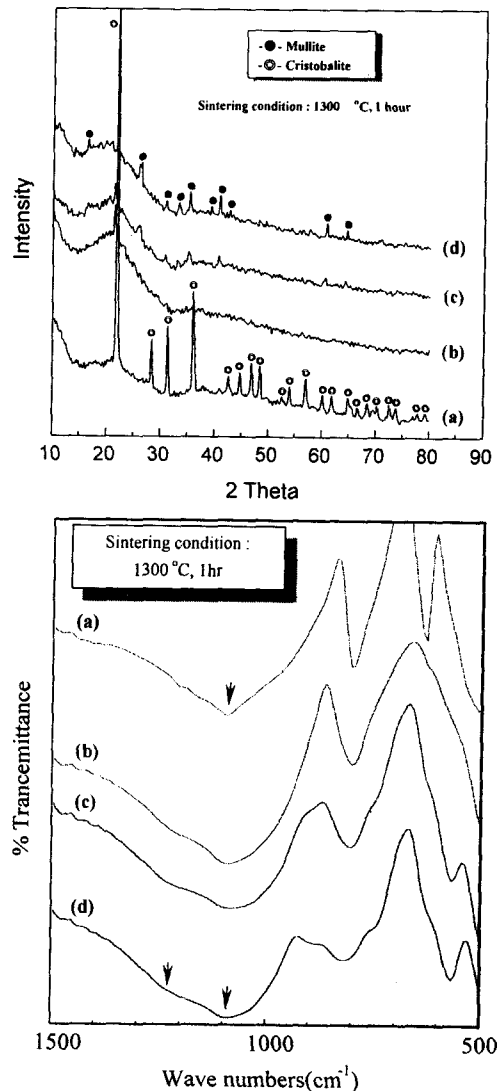 -●- Mullite
-◎- Cristobalite
Sintering condition : 1300 °C, 1 hour
Intensity
(d)
(c)
(b)
(a)
10 20 30 40 50 60 70 80 90
2 Theta
Sintering condition :
1300 °C, 1hr
(a)
(b)
(c)
(d)
% Trancemittance
1500 1000 500
Wave numbers(cm⁻¹)